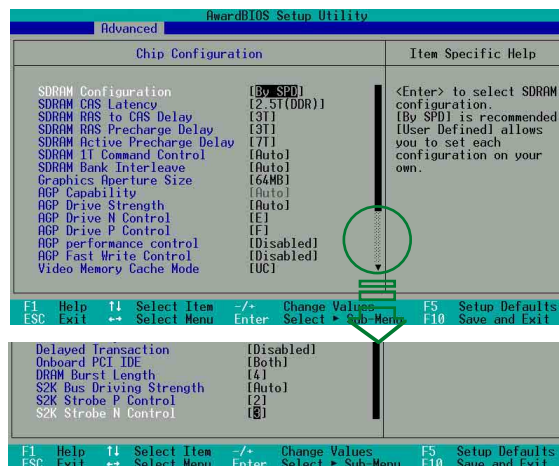 AwardBIOS Setup Utility
Advanced
Chip Configuration
Item Specific Help
SDRAM Configuration [By SPD]
SDRAM CAS Latency [2.5T(DDR)]
SDRAM RAS to CAS Delay [3T]
SDRAM RAS Precharge Delay [3T]
SDRAM Active Precharge Delay [7T]
SDRAM 1T Command Control [Auto]
SDRAM Bank Interleave [Auto]
Graphics Aperture Size [64MB]
AGP Capability [Auto]
AGP Drive Strength [Auto]
AGP Drive N Control [E]
AGP Drive P Control [F]
AGP performance control [Disabled]
AGP Fast Write Control [Disabled]
Video Memory Cache Mode [UC]
<Enter> to select SDRAM
configuration.
[By SPD] is recommended
[User Defined] allows
you to set each
configuration on your
own.
F1 Help ↑↓ Select Item -/+ Change Values F5 Setup Defaults
ESC Exit ←→ Select Menu Enter Select ► Sub-Menu F10 Save and Exit
Delayed Transaction [Disabled]
Onboard PCI IDE [Both]
DRAM Burst Length [4]
S2K Bus Driving Strength [Auto]
S2K Strobe P Control [2]
S2K Strobe N Control [3]
F1 Help ↑↓ Select Item -/+ Change Values F5 Setup Defaults
ESC Exit ←→ Select Menu Enter Select ► Sub-Menu F10 Save and Exit